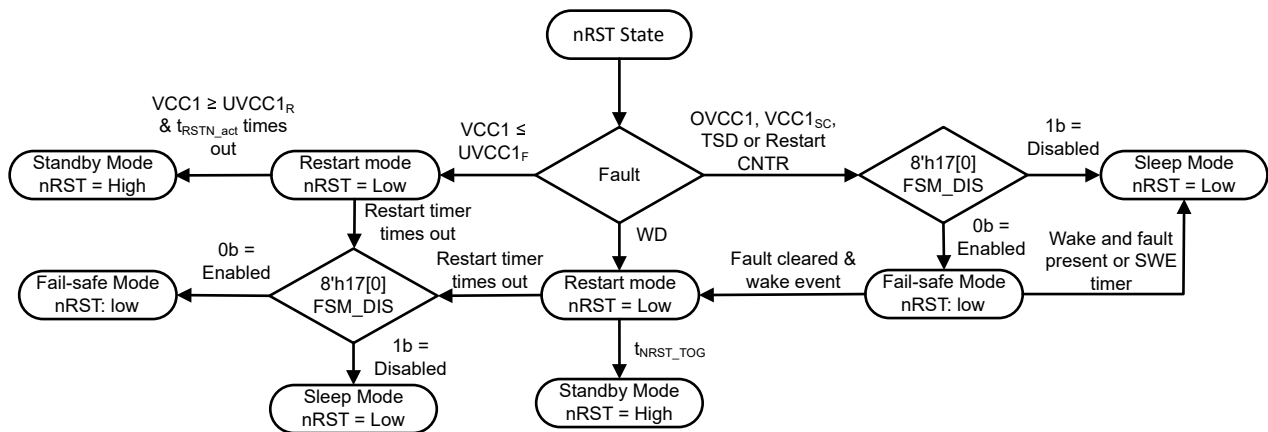 nRST State
VCC1 ≥ UVCC1R
& tRSTN_act times
out
VCC1 ≤
UVCC1F
OVCC1, VCC1SC,
TSD or Restart
CNTR
1b =
Disabled
Standby Mode
nRST = High
Restart mode
nRST = Low
Fault
8'h17[0]
FSM_DIS
Sleep Mode
nRST = Low
Restart timer
times out
WD
0b =
Enabled
Wake and fault
present or SWE
timer
0b =
Enabled
Restart timer
times out
Fault cleared &
wake event
Fail-safe Mode
nRST: low
8'h17[0]
FSM_DIS
Restart mode
nRST = Low
Fail-safe Mode
nRST: low
1b =
Disabled
tNRST_TOG
Sleep Mode
nRST = Low
Standby Mode
nRST = High